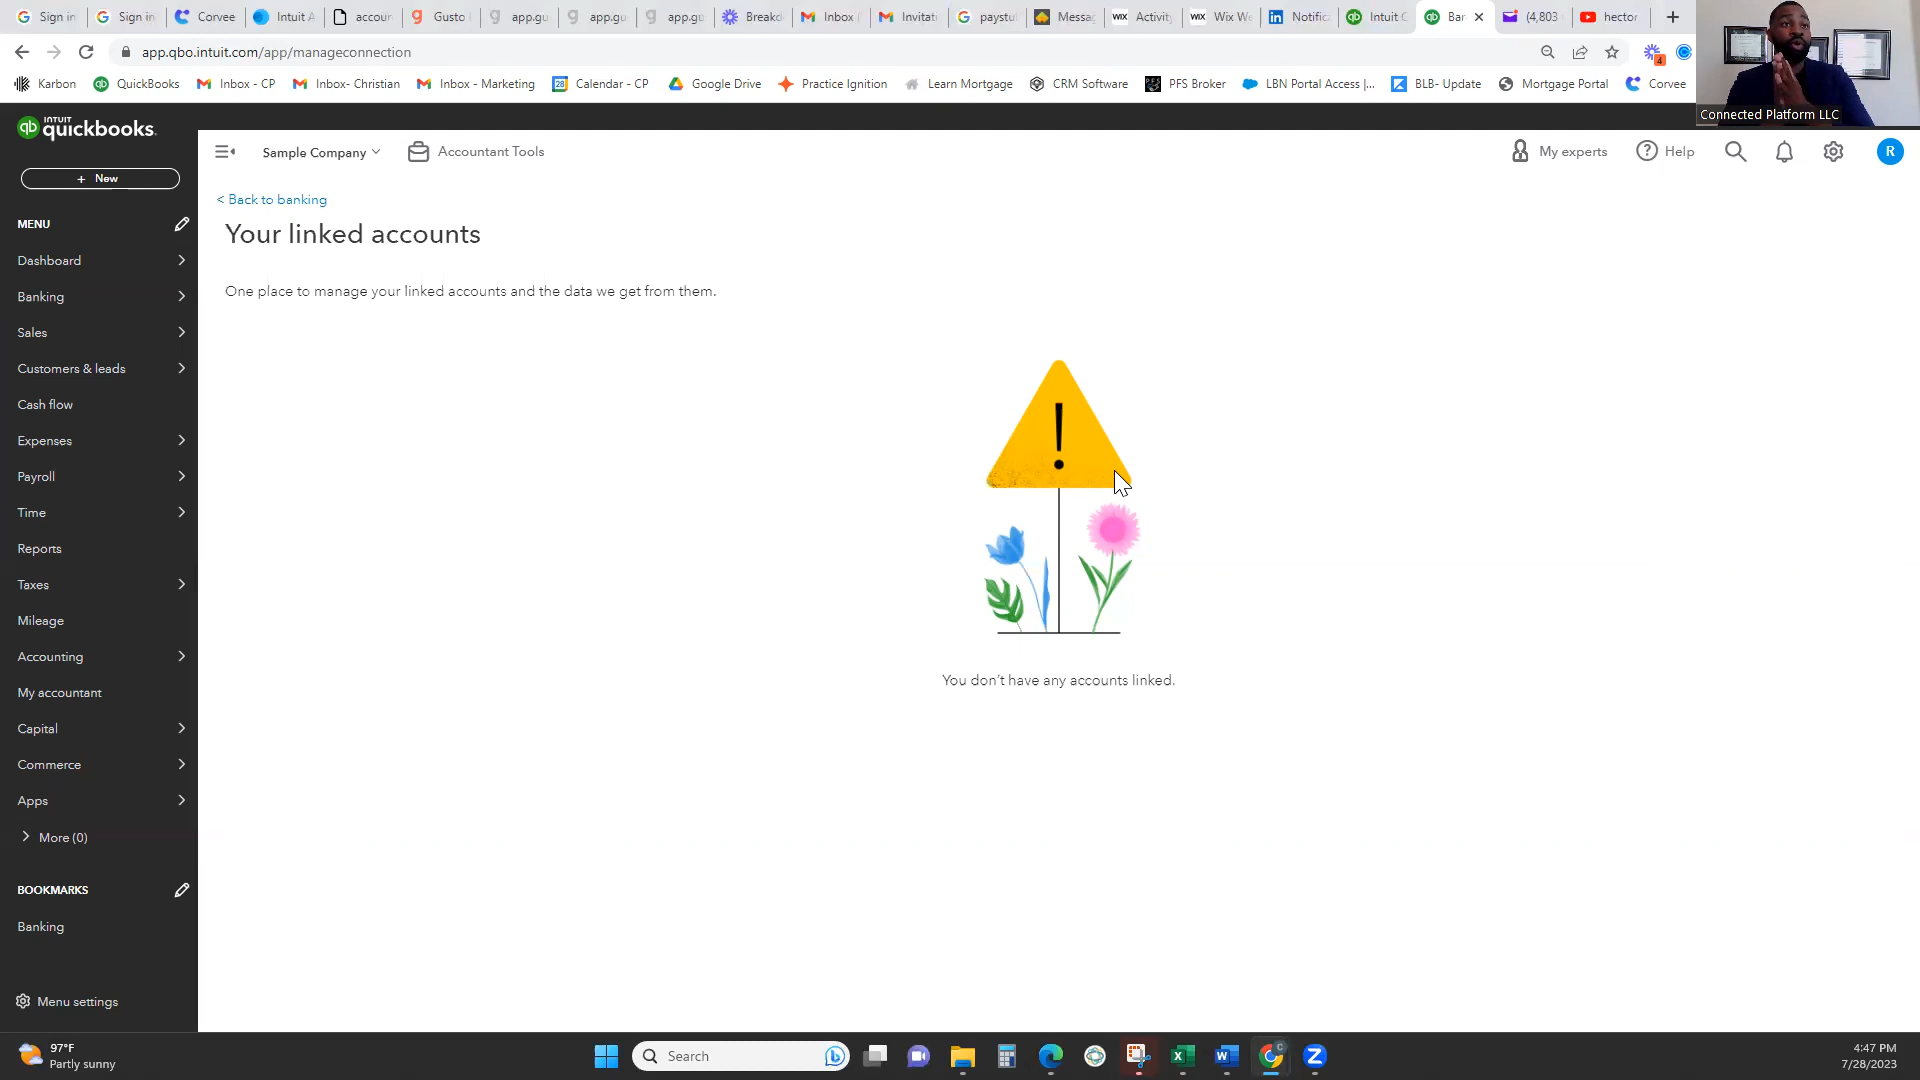 Sign in
Sign in
Corvee
Intuit A
accoun
Gusto
app.gu
app.gu
app.gu
Breakd
Inbox
Invitati
paystu
Messag
Activity
Wix We
Notific
Intuit C
Ban
(4,803
hector
app.qbo.intuit.com/app/manageconnection
4
Karbon
QuickBooks
Inbox - CP
Inbox- Christian
Inbox - Marketing
Calendar - CP
Google Drive
Practice Ignition
Learn Mortgage
CRM Software
PFS Broker
LBN Portal Access |...
BLB- Update
Mortgage Portal
Corvee
Connected Platform LLC
INTUIT
quickbooks.
Sample Company
Accountant Tools
My experts
Help
R
+ New
< Back to banking
Your linked accounts
One place to manage your linked accounts and the data we get from them.
You don't have any accounts linked.
MENU
Dashboard
Banking
Sales
Customers & leads
Cash flow
Expenses
Payroll
Time
Reports
Taxes
Mileage
Accounting
My accountant
Capital
Commerce
Apps
More (0)
BOOKMARKS
Banking
Menu settings
97°F
Partly sunny
Search
4:47 PM
7/28/2023